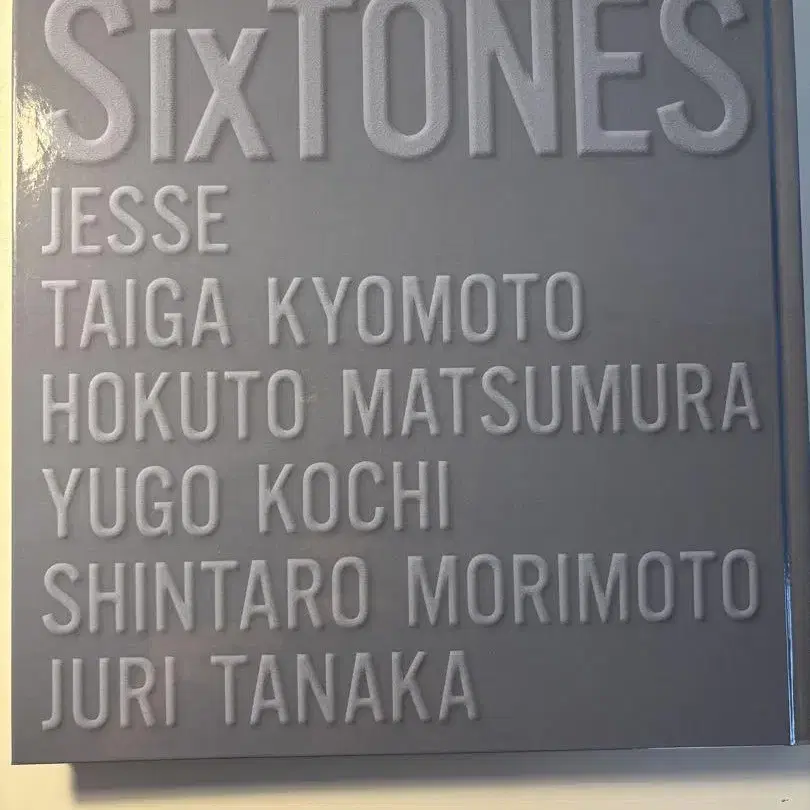 SixTONES
JESSE
TAIGA KYOMOTO
HOKUTO MATSUMURA
YUGO KOCHI
SHINTARO MORIMOTO
JURI TANAKA